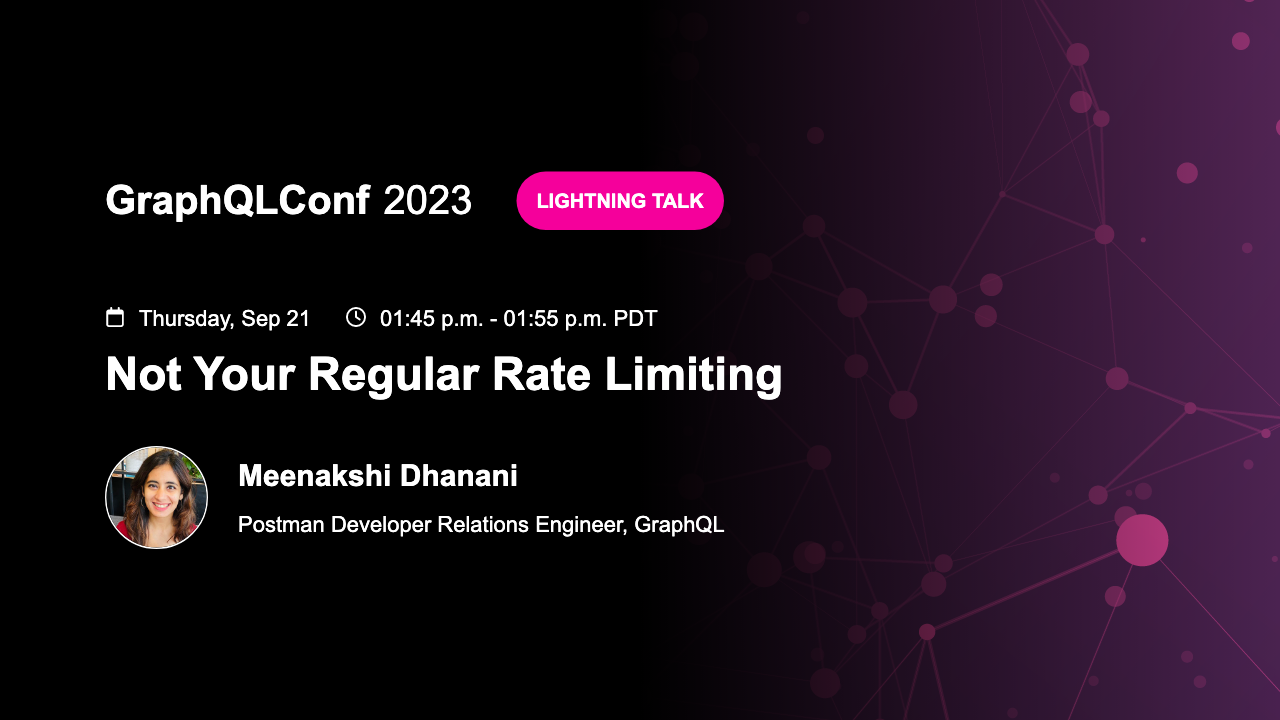 GraphQLConf 2023
LIGHTNING TALK
Thursday, Sep 21
01:45 p.m. - 01:55 p.m. PDT
Not Your Regular Rate Limiting
Meenakshi Dhanani
Postman Developer Relations Engineer, GraphQL